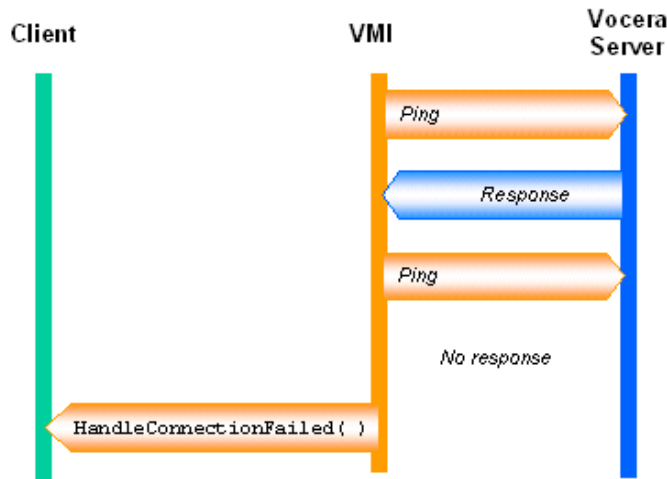 Client
VMI
Vocera
Server
Ping
Response
Ping
No response
HandleConnectionFailed( )